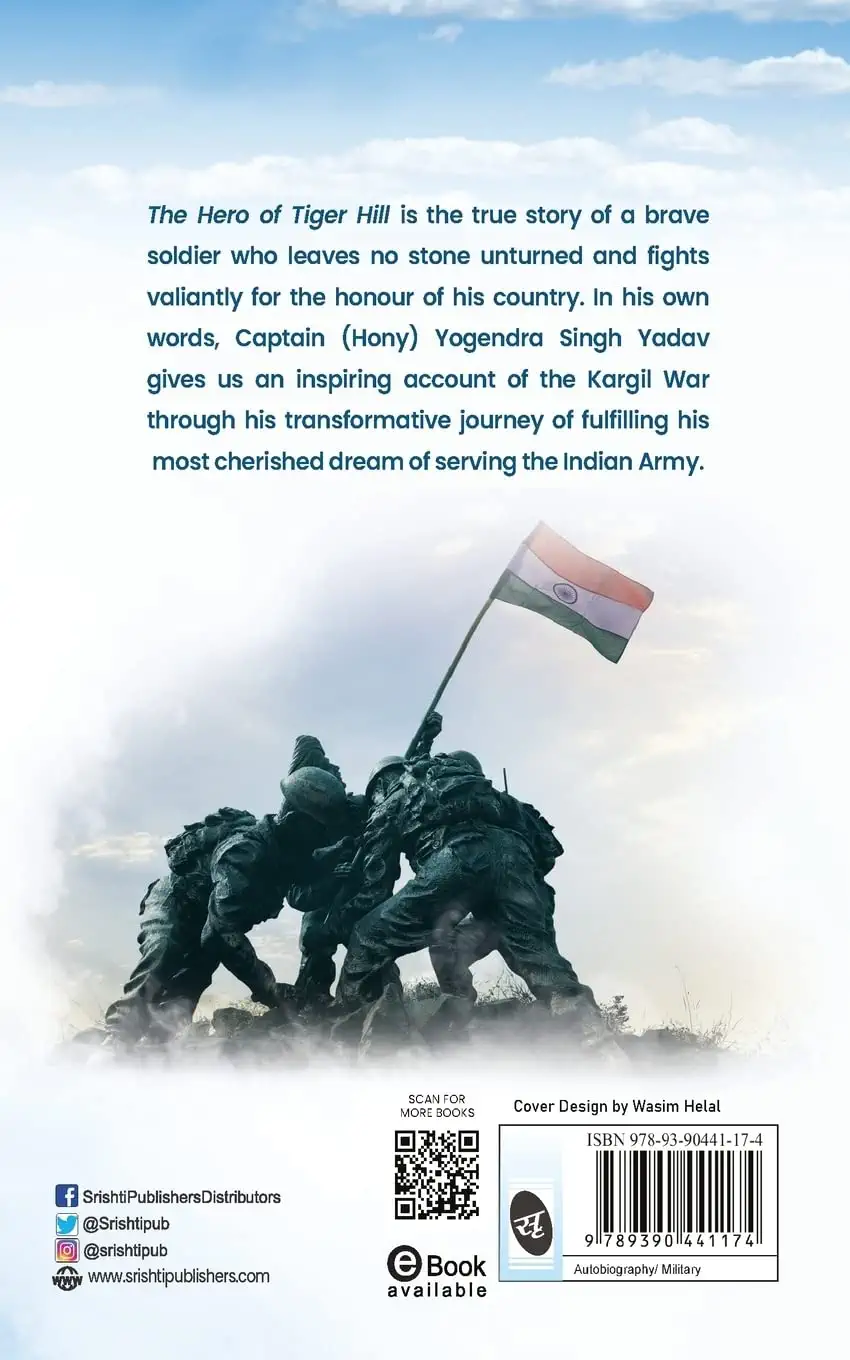 The Hero of Tiger Hill is the true story of a brave
soldier who leaves no stone unturned and fights
valiantly for the honour of his country. In his own
words, Captain (Hony) Yogendra Singh Yadav
gives us an inspiring account of the Kargil War
through his transformative journey of fulfilling his
most cherished dream of serving the Indian Army.
SCAN FOR
MORE BOOKS
Cover Design by Wasim Helal
ISBN 978-93-90441-17-4
सृ
9 789390 441174
Autobiography/ Military
SrishtiPublishersDistributors
@Srishtipub
@srishtipub
www www.srishtipublishers.com
e Book
available